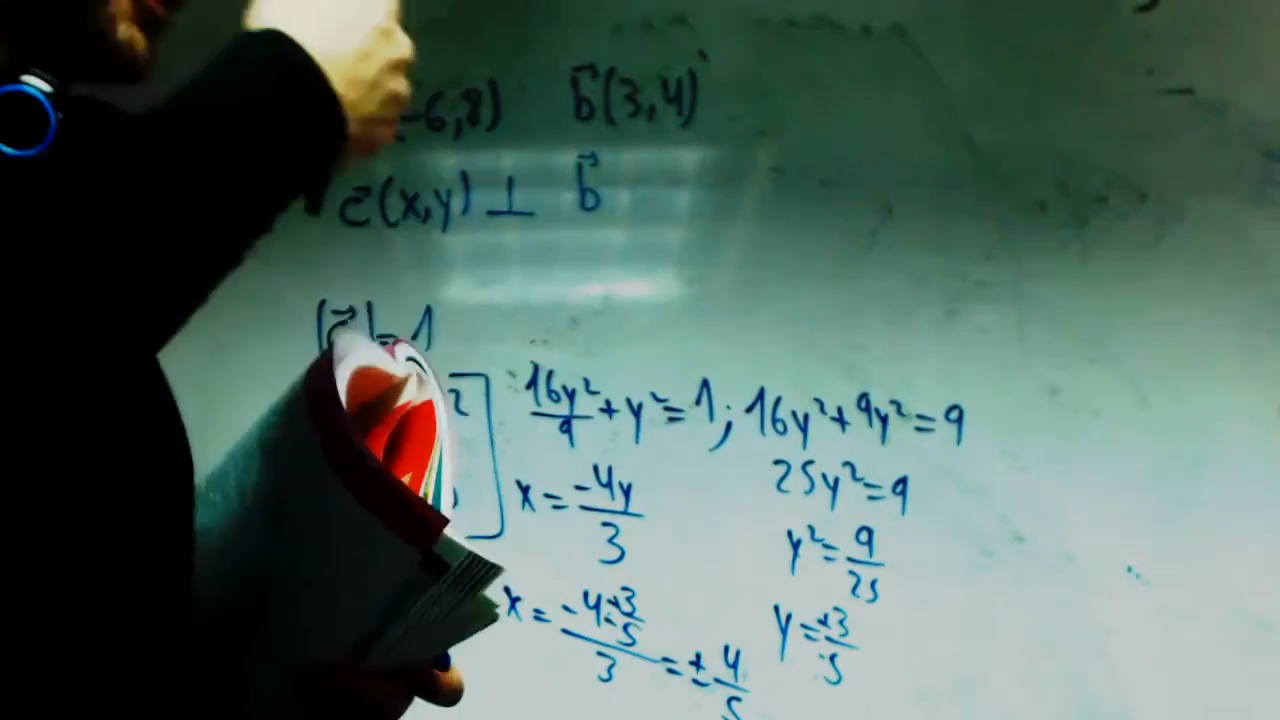 -6,8) b⃗(3,4)
c⃗(x,y) ⊥ b⃗
|c⃗|=1
2] 16y²/9 + y² = 1; 16y² + 9y² = 9
x = -4y/3
25y² = 9
y² = 9/25
x = (-4·±3/5)/3 = ±4/5
y = ±3/5